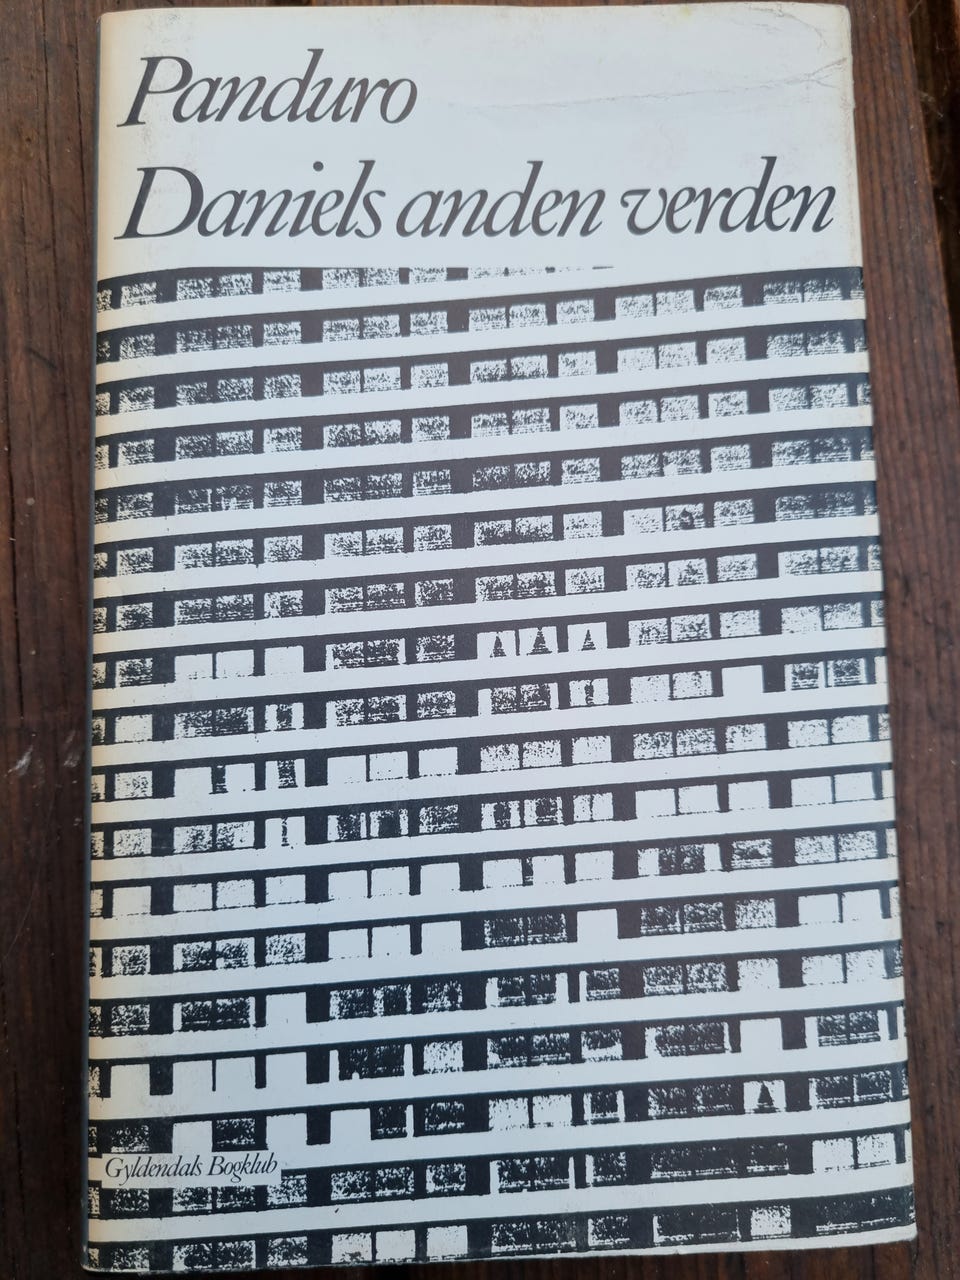 Panduro
Daniels anden verden
Gyldendals Bogklub